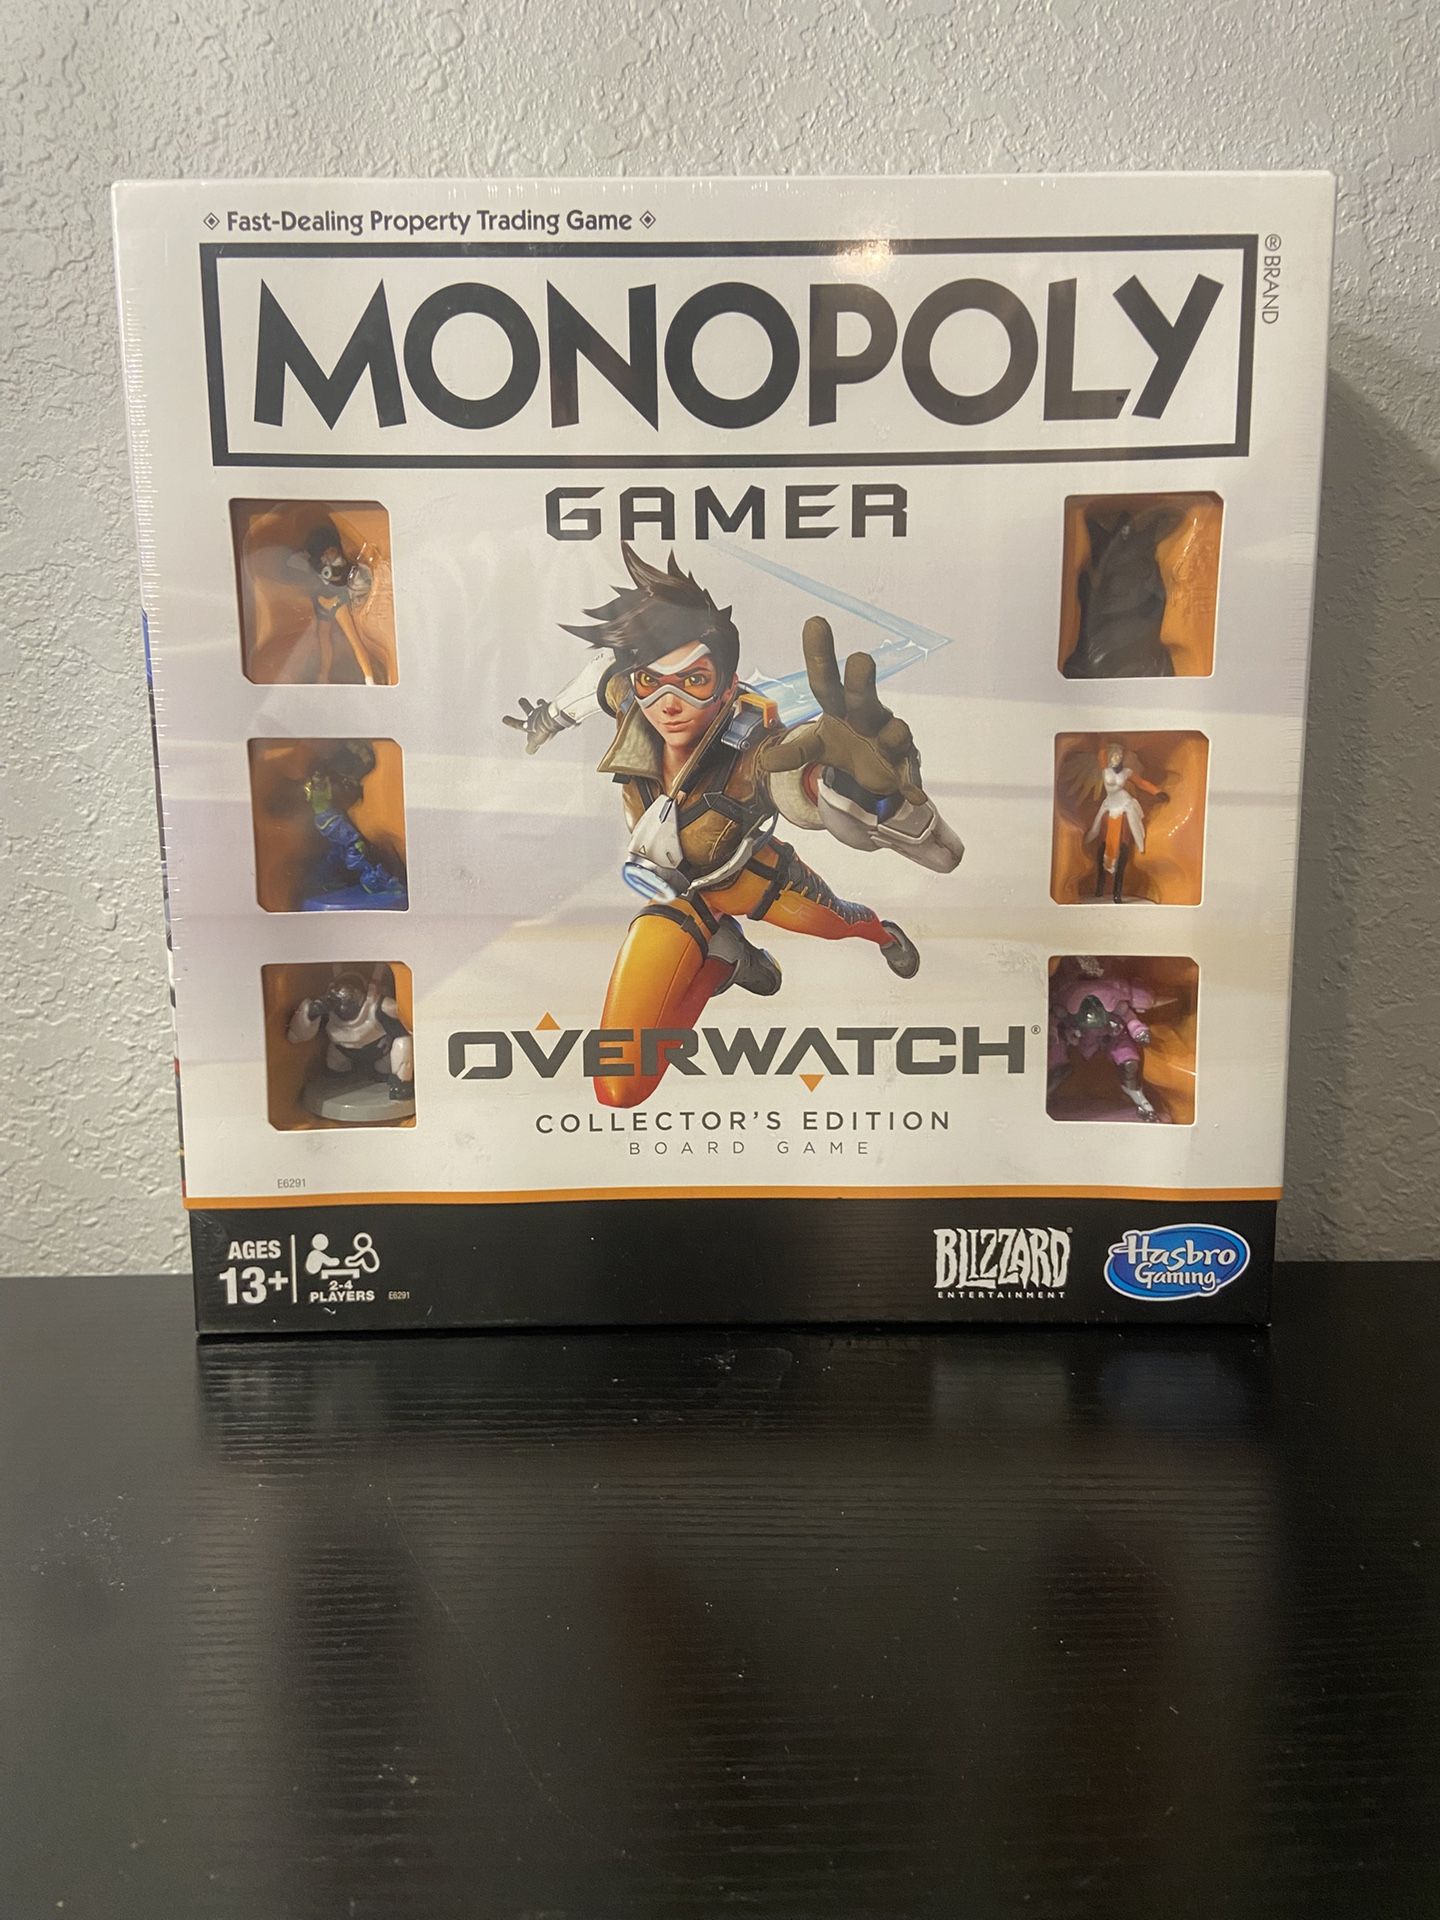 Fast-Dealing Property Trading Game
MONOPOLY
® BRAND
GAMER
OVERWATCH®
COLLECTOR'S EDITION
BOARD GAME
E6291
AGES
13+
2-4
PLAYERS
E6291
BLIZZARD®
ENTERTAINMENT
Hasbro
Gaming